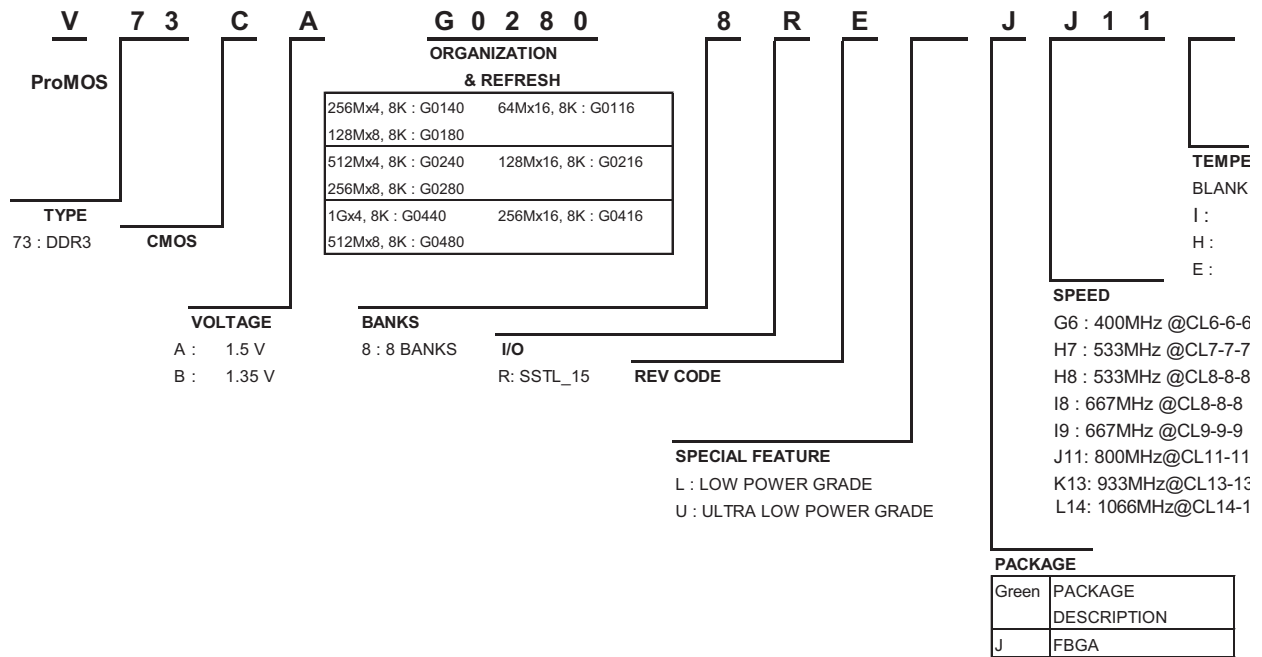 V 7 3 C A G 0 2 8 0 8 R E J J 1 1
ProMOS
ORGANIZATION
& REFRESH
256Mx4, 8K : G0140 64Mx16, 8K : G0116
128Mx8, 8K : G0180
512Mx4, 8K : G0240 128Mx16, 8K : G0216
256Mx8, 8K : G0280
1Gx4, 8K : G0440 256Mx16, 8K : G0416
512Mx8, 8K : G0480
TYPE
73 : DDR3
CMOS
VOLTAGE
A : 1.5 V
B : 1.35 V
BANKS
8 : 8 BANKS
I/O
R: SSTL_15
REV CODE
SPECIAL FEATURE
L : LOW POWER GRADE
U : ULTRA LOW POWER GRADE
TEMPE
BLANK
I :
H :
E :
SPEED
G6 : 400MHz @CL6-6-6
H7 : 533MHz @CL7-7-7
H8 : 533MHz @CL8-8-8
I8 : 667MHz @CL8-8-8
I9 : 667MHz @CL9-9-9
J11: 800MHz@CL11-11
K13: 933MHz@CL13-13
L14: 1066MHz@CL14-1
PACKAGE
Green PACKAGE
DESCRIPTION
J FBGA